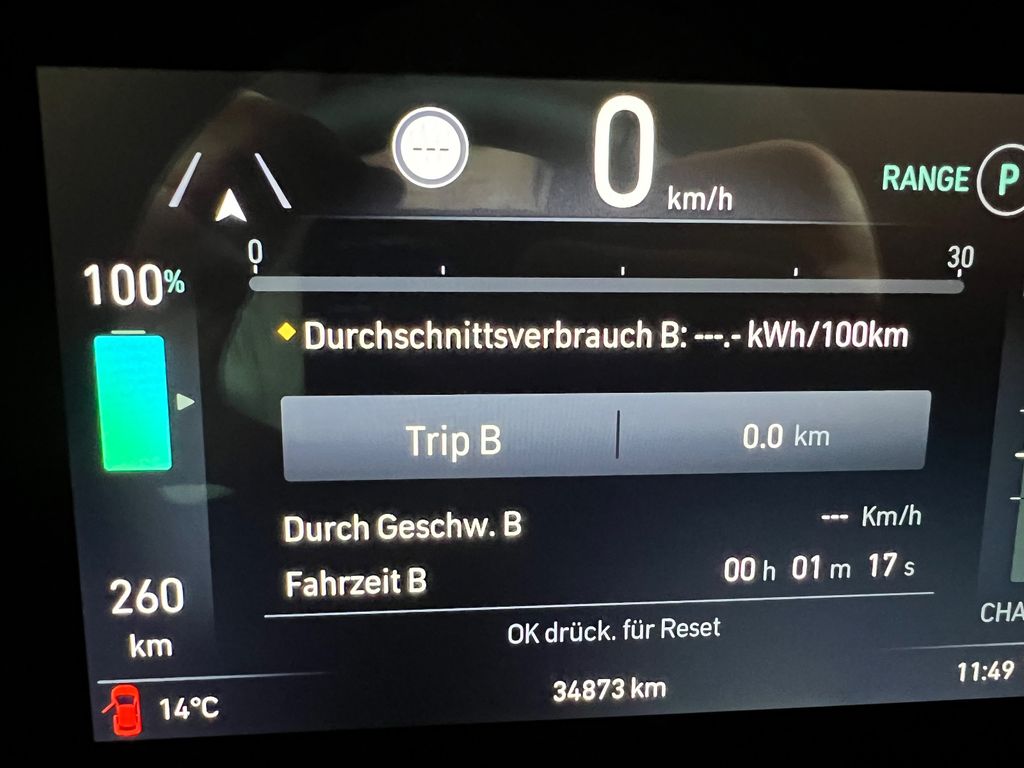 ---
0 km/h
RANGE P
0 30
100%
Durchschnittsverbrauch B: ---.- kWh/100km
Trip B 0.0 km
Durch Geschw. B --- Km/h
Fahrzeit B 00 h 01 m 17 s
260
km
OK drück. für Reset
CHA
14°C
34873 km
11:49